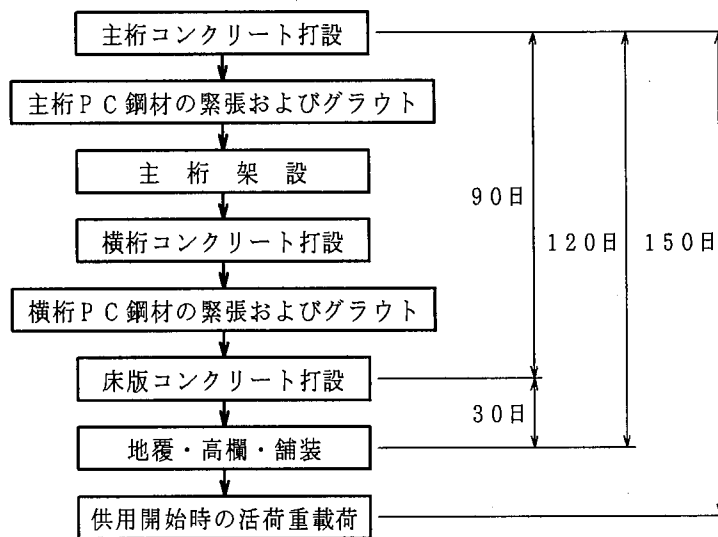 主桁コンクリート打設
主桁PC鋼材の緊張およびグラウト
主桁架設
横桁コンクリート打設
横桁PC鋼材の緊張およびグラウト
床版コンクリート打設
地覆・高欄・舗装
供用開始時の活荷重載荷
90日
120日
150日
30日